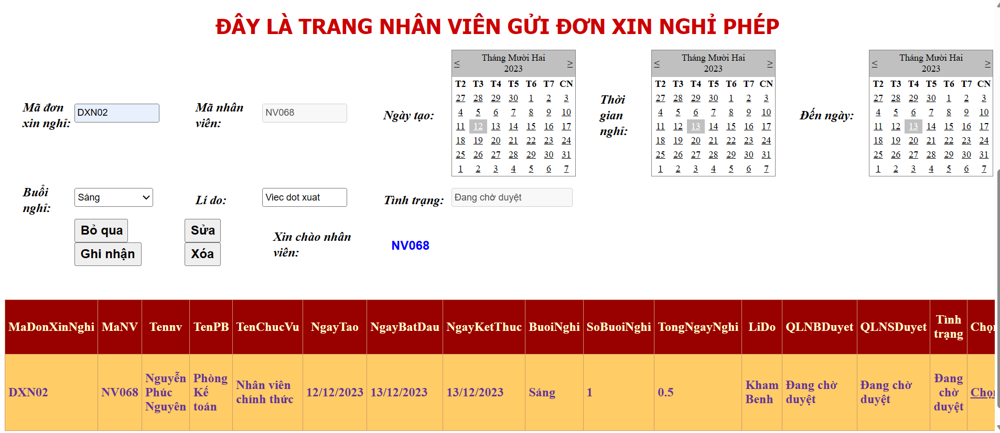 ĐÂY LÀ TRANG NHÂN VIÊN GỬI ĐƠN XIN NGHỈ PHÉP
Mã đơn
xin nghỉ:
DXN02
Mã nhân
viên:
NV068
Ngày tạo:
< Tháng Mười Hai >
2023
T2 T3 T4 T5 T6 T7 CN
27 28 29 30 1 2 3
4 5 6 7 8 9 10
11 12 13 14 15 16 17
18 19 20 21 22 23 24
25 26 27 28 29 30 31
1 2 3 4 5 6 7
Thời
gian
nghỉ:
< Tháng Mười Hai >
2023
T2 T3 T4 T5 T6 T7 CN
27 28 29 30 1 2 3
4 5 6 7 8 9 10
11 12 13 14 15 16 17
18 19 20 21 22 23 24
25 26 27 28 29 30 31
1 2 3 4 5 6 7
Đến ngày:
< Tháng Mười Hai >
2023
T2 T3 T4 T5 T6 T7 CN
27 28 29 30 1 2 3
4 5 6 7 8 9 10
11 12 13 14 15 16 17
18 19 20 21 22 23 24
25 26 27 28 29 30 31
1 2 3 4 5 6 7
Buổi
nghỉ:
Sáng
Lí do:
Viec dot xuat
Tình trạng:
Đang chờ duyệt
Bỏ qua
Ghi nhận
Sửa
Xóa
Xin chào nhân
viên:
NV068
MaDonXinNghi MaNV Tennv TenPB TenChucVu NgayTao NgayBatDau NgayKetThuc BuoiNghi SoBuoiNghi TongNgayNghi LiDo QLNBDuyet QLNSDuyet
Tình
trạng
Chọn
DXN02
NV068
Nguyễn
Phúc
Nguyên
Phòng
Kế
toán
Nhân viên
chính thức
12/12/2023
13/12/2023
13/12/2023
Sáng
1
0.5
Kham
Benh
Đang chờ
duyệt
Đang chờ
duyệt
Đang
chờ
duyệt
Chọn